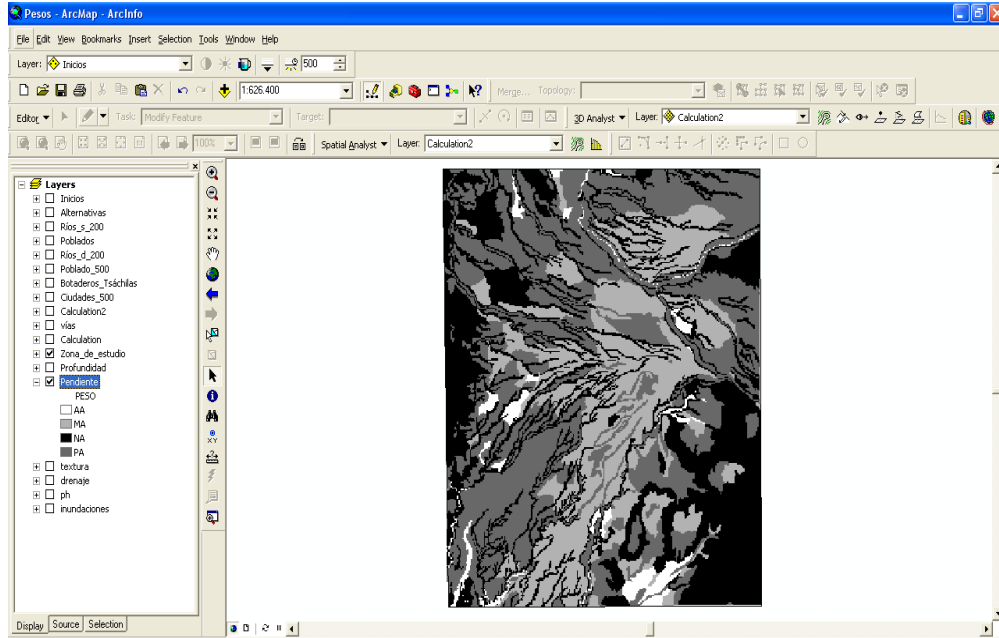 Pesos - ArcMap - ArcInfo
File Edit View Bookmarks Insert Selection Tools Window Help
Layer: Inicios 500
1:626.400 Merge... Topology:
Editor Task: Modify Feature Target: 3D Analyst Layer: Calculation2
100% Spatial Analyst Layer: Calculation2
Layers
Inicios
Alternativas
Ríos_s_200
Poblados
Ríos_d_200
Poblado_500
Botaderos_Tsáchilas
Ciudades_500
Calculation2
vías
Calculation
Zona_de_estudio
Profundidad
Pendiente
PESO
AA
MA
NA
PA
textura
drenaje
ph
inundaciones
Display Source Selection